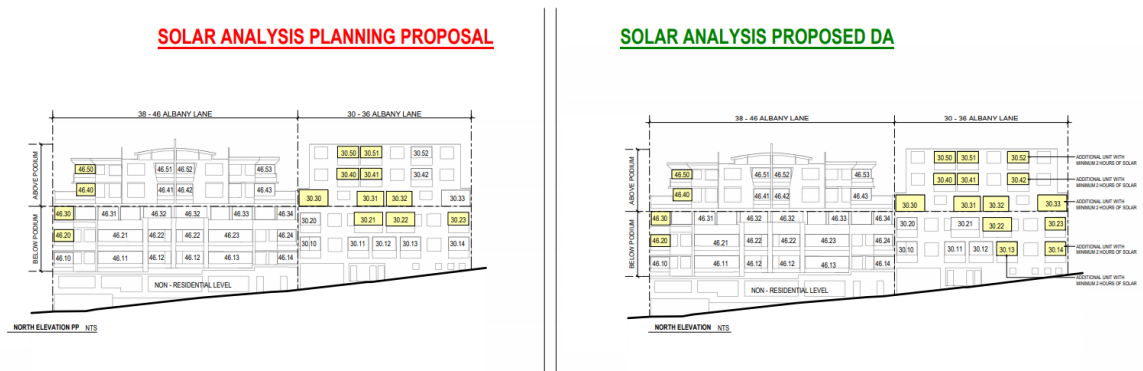 SOLAR ANALYSIS PLANNING PROPOSAL
38 - 46 ALBANY LANE
30 - 36 ALBANY LANE
ABOVE PODIUM
BELOW PODIUM
30.50 30.51 30.52
46.50 46.51 46.52 46.53
30.40 30.41 30.42
46.40 46.41 46.42 46.43
30.30 30.31 30.32 30.33
46.30 46.31 46.32 46.32 46.33 46.34
30.20 30.21 30.22 30.23
46.20 46.21 46.22 46.22 46.23 46.24
30.10 30.11 30.12 30.13 30.14
46.10 46.11 46.12 46.12 46.13 46.14
NON - RESIDENTIAL LEVEL
NORTH ELEVATION PP NTS
SOLAR ANALYSIS PROPOSED DA
38 - 46 ALBANY LANE
30 - 36 ALBANY LANE
ABOVE PODIUM
BELOW PODIUM
30.50 30.51 30.52
ADDITIONAL UNIT WITH
MINIMUM 2 HOURS OF SOLAR
46.50 46.51 46.52 46.53
30.40 30.41 30.42
ADDITIONAL UNIT WITH
MINIMUM 2 HOURS OF SOLAR
46.40 46.41 46.42 46.43
30.30 30.31 30.32 30.33
ADDITIONAL UNIT WITH
MINIMUM 2 HOURS OF SOLAR
46.30 46.31 46.32 46.32 46.33 46.34
30.20 30.21 30.22 30.23
46.20 46.21 46.22 46.22 46.23 46.24
30.10 30.11 30.12 30.13 30.14
ADDITIONAL UNIT WITH
MINIMUM 2 HOURS OF SOLAR
46.10 46.11 46.12 46.12 46.13 46.14
ADDITIONAL UNIT WITH
MINIMUM 2 HOURS OF SOLAR
NON - RESIDENTIAL LEVEL
NORTH ELEVATION NTS